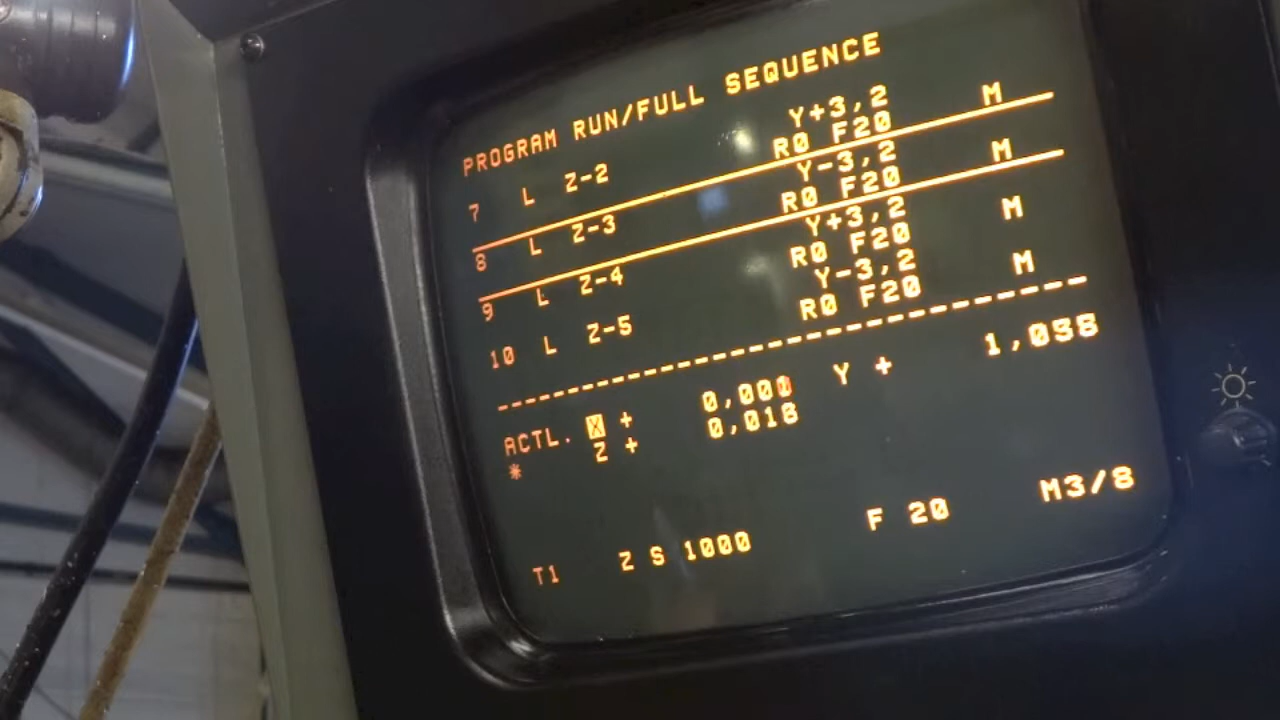 PROGRAM RUN/FULL SEQUENCE
7 L Z-2 Y+3,2
R0 F20 M
8 L Z-3 Y-3,2
R0 F20 M
9 L Z-4 Y+3,2
R0 F20 M
10 L Z-5 Y-3,2
R0 F20 M
ACTL. X + 0,001 Y + 1,058
* Z + 0,018
T1 Z S 1000 F 20 M3/8